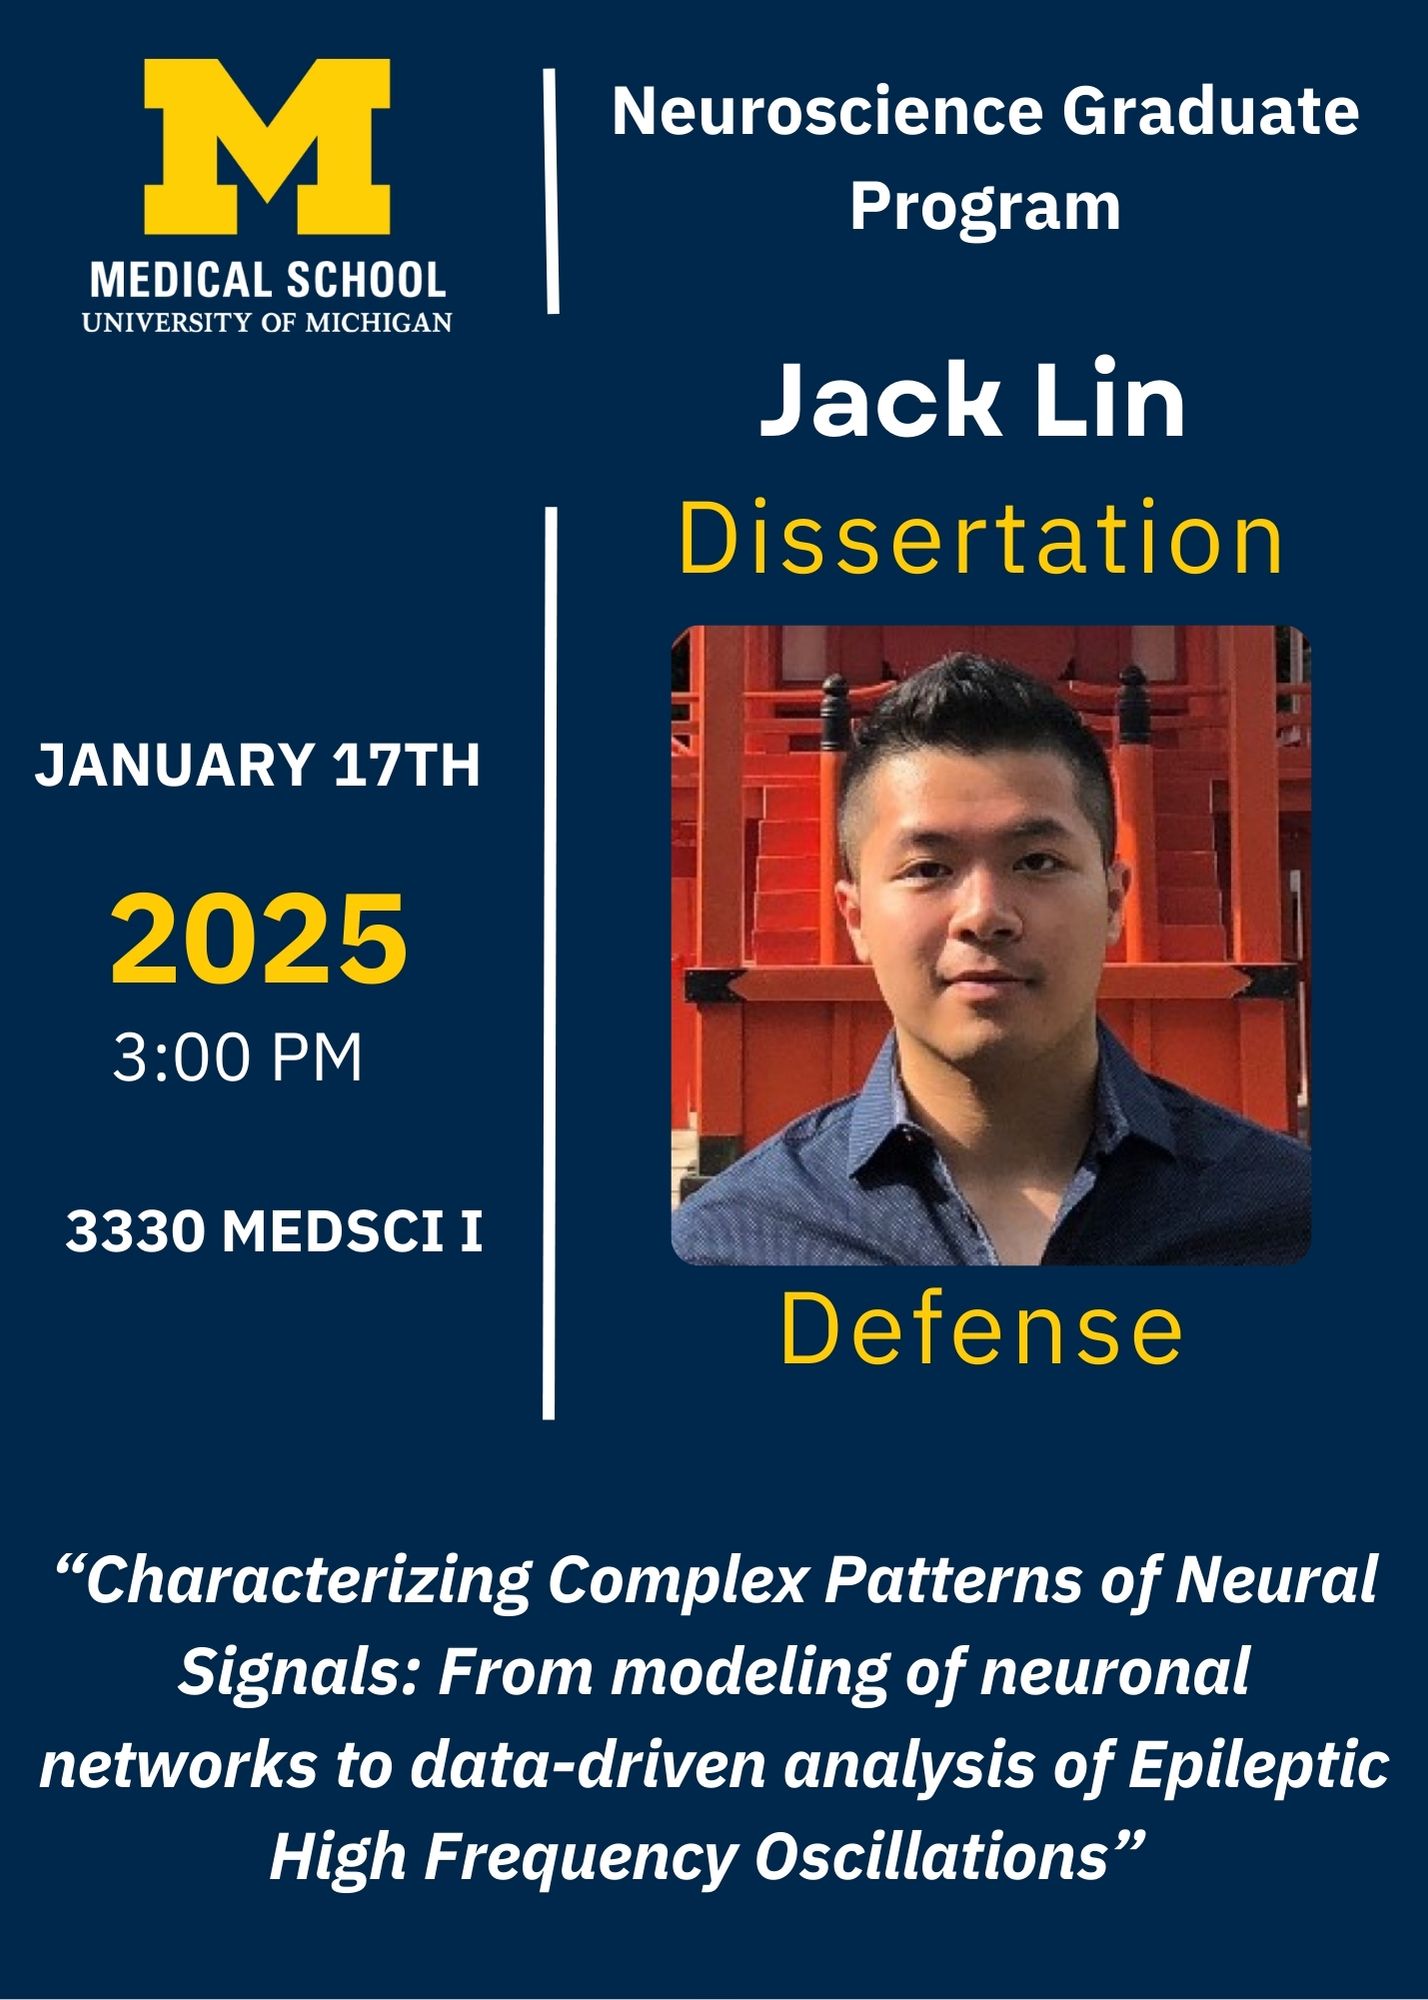 M
MEDICAL SCHOOL
UNIVERSITY OF MICHIGAN
Neuroscience Graduate
Program
Jack Lin
Dissertation
JANUARY 17TH
2025
3:00 PM
3330 MEDSCI I
Defense
“Characterizing Complex Patterns of Neural
Signals: From modeling of neuronal
networks to data-driven analysis of Epileptic
High Frequency Oscillations”